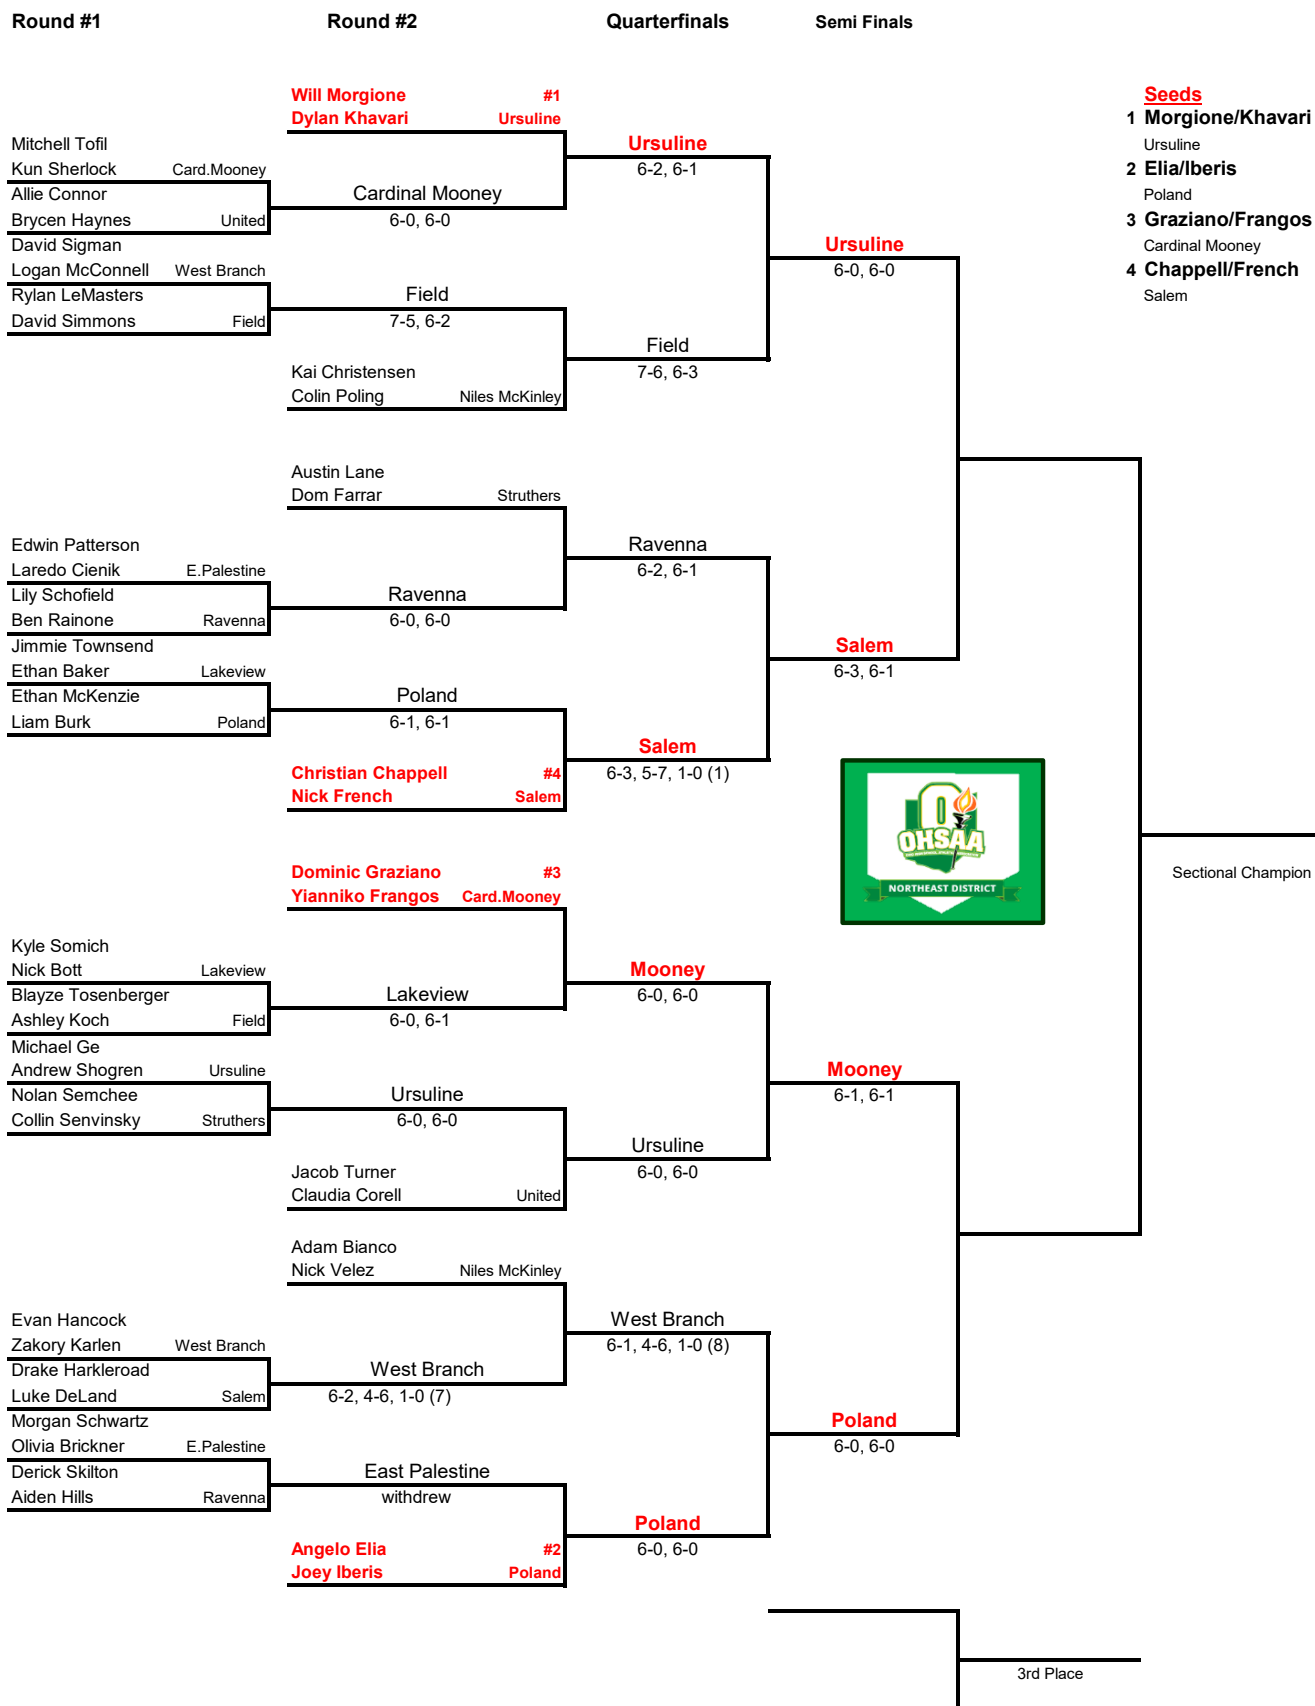 Round #1 Round #2 Quarterfinals Semi Finals
Will Morgione #1
Dylan Khavari Ursuline
Seeds
1 Morgione/Khavari
Ursuline
2 Elia/Iberis
Poland
3 Graziano/Frangos
Cardinal Mooney
4 Chappell/French
Salem
Mitchell Tofil
Kun Sherlock Card.Mooney
Allie Connor
Brycen Haynes United
David Sigman
Logan McConnell West Branch
Rylan LeMasters
David Simmons Field
Cardinal Mooney
6-0, 6-0
Field
7-5, 6-2
Kai Christensen
Colin Poling Niles McKinley
Ursuline
6-2, 6-1
Field
7-6, 6-3
Ursuline
6-0, 6-0
Austin Lane
Dom Farrar Struthers
Edwin Patterson
Laredo Cienik E.Palestine
Lily Schofield
Ben Rainone Ravenna
Jimmie Townsend
Ethan Baker Lakeview
Ethan McKenzie
Liam Burk Poland
Ravenna
6-0, 6-0
Poland
6-1, 6-1
Christian Chappell #4
Nick French Salem
Ravenna
6-2, 6-1
Salem
6-3, 5-7, 1-0 (1)
Salem
6-3, 6-1
OHSAA
NORTHEAST DISTRICT
Sectional Champion
Dominic Graziano #3
Yianniko Frangos Card.Mooney
Kyle Somich
Nick Bott Lakeview
Blayze Tosenberger
Ashley Koch Field
Michael Ge
Andrew Shogren Ursuline
Nolan Semchee
Collin Senvinsky Struthers
Lakeview
6-0, 6-1
Ursuline
6-0, 6-0
Jacob Turner
Claudia Corell United
Mooney
6-0, 6-0
Ursuline
6-0, 6-0
Mooney
6-1, 6-1
Adam Bianco
Nick Velez Niles McKinley
Evan Hancock
Zakory Karlen West Branch
Drake Harkleroad
Luke DeLand Salem
Morgan Schwartz
Olivia Brickner E.Palestine
Derick Skilton
Aiden Hills Ravenna
West Branch
6-2, 4-6, 1-0 (7)
East Palestine
withdrew
Angelo Elia #2
Joey Iberis Poland
West Branch
6-1, 4-6, 1-0 (8)
Poland
6-0, 6-0
Poland
6-0, 6-0
3rd Place